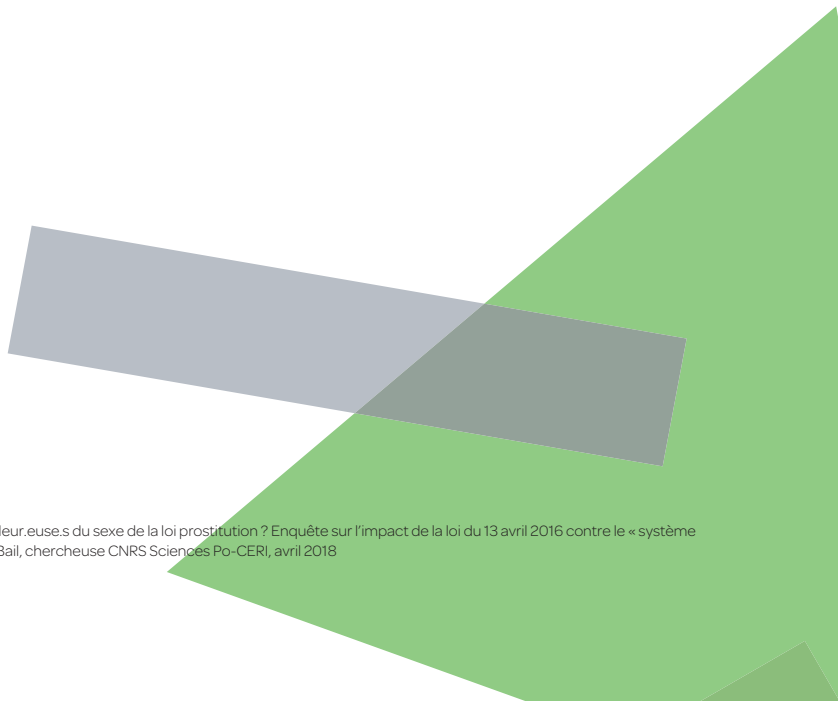 leur.euse.s du sexe de la loi prostitution ? Enquête sur l'impact de la loi du 13 avril 2016 contre le « système
Bail, chercheuse CNRS Sciences Po-CERI, avril 2018